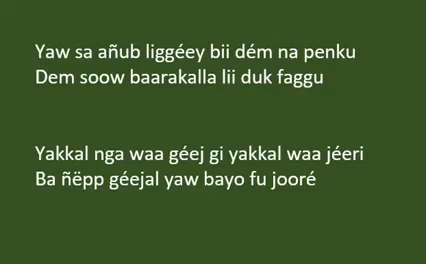 Yaw sa añub liggéey bii dém na penku
Dem soow baarakalla lii duk faggu
Yakkal nga waa géej gi yakkal waa jéeri
Ba ñëpp géejal yaw bayo fu jooré